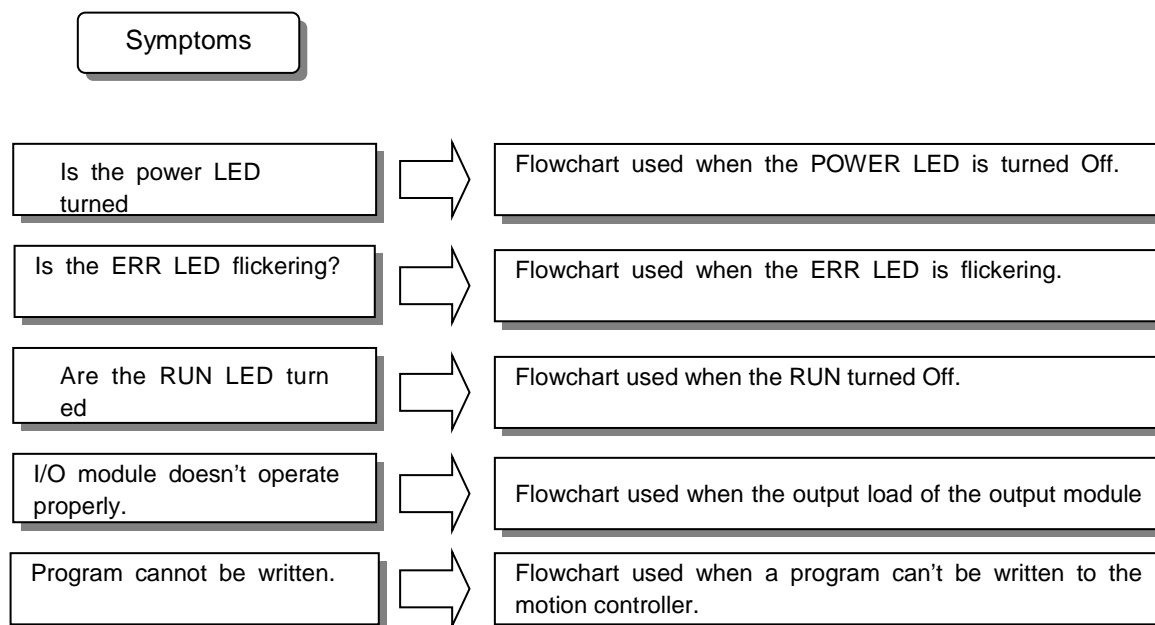 Symptoms
Is the power LED
turned
Flowchart used when the POWER LED is turned Off.
Is the ERR LED flickering?
Flowchart used when the ERR LED is flickering.
Are the RUN LED turn
ed
Flowchart used when the RUN turned Off.
I/O module doesn’t operate
properly.
Flowchart used when the output load of the output module
Program cannot be written.
Flowchart used when a program can’t be written to the
motion controller.